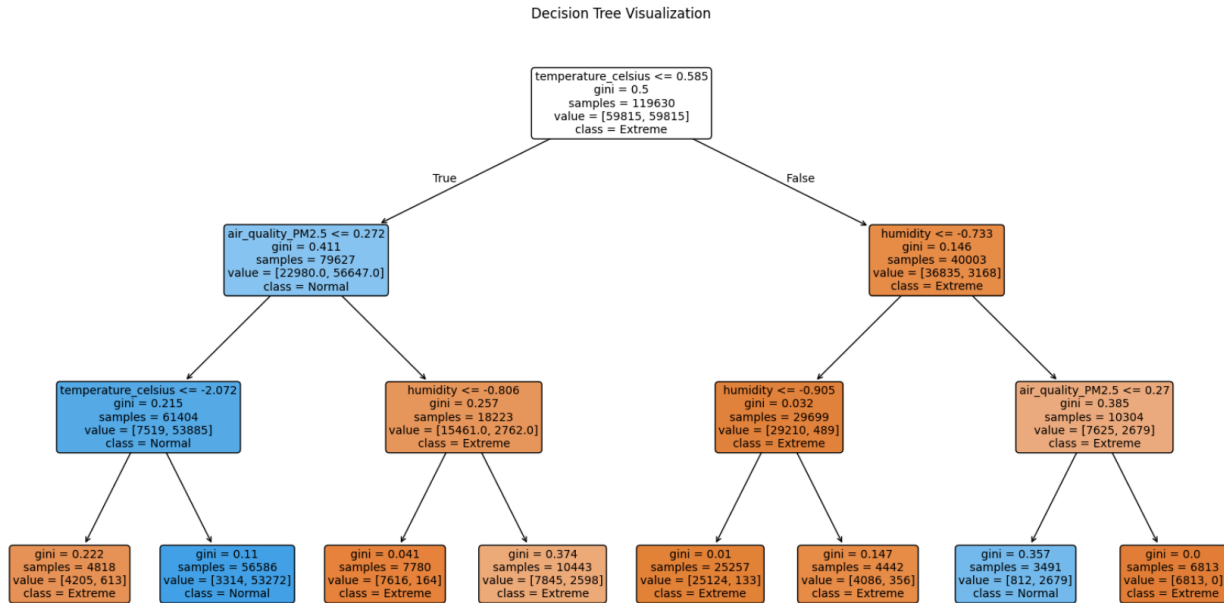 Decision Tree Visualization
temperature_celsius <= 0.585
gini = 0.5
samples = 119630
value = [59815, 59815]
class = Extreme
True
False
air_quality_PM2.5 <= 0.272
gini = 0.411
samples = 79627
value = [22980.0, 56647.0]
class = Normal
humidity <= -0.733
gini = 0.146
samples = 40003
value = [36835, 3168]
class = Extreme
temperature_celsius <= -2.072
gini = 0.215
samples = 61404
value = [7519, 53885]
class = Normal
humidity <= -0.806
gini = 0.257
samples = 18223
value = [15461.0, 2762.0]
class = Extreme
humidity <= -0.905
gini = 0.032
samples = 29699
value = [29210, 489]
class = Extreme
air_quality_PM2.5 <= 0.27
gini = 0.385
samples = 10304
value = [7625, 2679]
class = Extreme
gini = 0.222
samples = 4818
value = [4205, 613]
class = Extreme
gini = 0.11
samples = 56586
value = [3314, 53272]
class = Normal
gini = 0.041
samples = 7780
value = [7616, 164]
class = Extreme
gini = 0.374
samples = 10443
value = [7845, 2598]
class = Extreme
gini = 0.01
samples = 25257
value = [25124, 133]
class = Extreme
gini = 0.147
samples = 4442
value = [4086, 356]
class = Extreme
gini = 0.357
samples = 3491
value = [812, 2679]
class = Normal
gini = 0.0
samples = 6813
value = [6813, 0]
class = Extreme